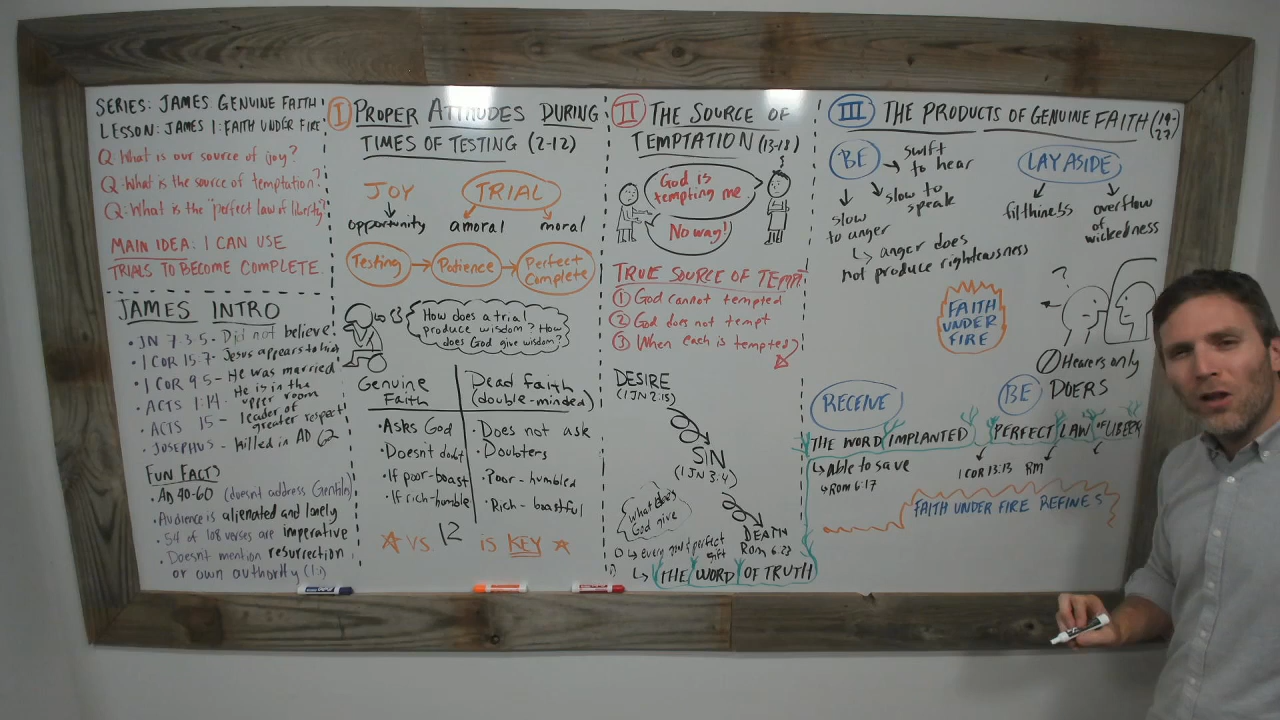 SERIES: JAMES: GENUINE FAITH
LESSON: JAMES 1: FAITH UNDER FIRE
Q: What is our source of joy?
Q: What is the source of temptation?
Q: What is the "perfect law of liberty?"
MAIN IDEA: I CAN USE
TRIALS TO BECOME COMPLETE.
JAMES INTRO
• JN 7:3-5 - Did not believe!
• 1 COR 15:7 - Jesus appears to him
• 1 COR 9:5 - He was married
• ACTS 1:14 - He is in the
upper room
• ACTS 15 - leader of
greater respect!
• JOSEPHUS - killed in AD 62
FUN FACTS
• AD 40-60 (doesn't address Gentiln)
• Audience is alienated and lonely
• 54 of 108 verses are imperative
• Doesn't mention resurrection
or own authority (1:1)
I PROPER ATTITUDES DURING
TIMES OF TESTING (2-12)
JOY TRIAL
opportunity amoral moral
Testing Patience Perfect
Complete
How does a trial
produce wisdom? How
does God give wisdom?
Genuine
Faith
Dead Faith
(double-minded)
• Asks God • Does not ask
• Doesn't doubt • Doubters
• If poor-boast • Poor-humbled
• If rich-humble • Rich-boastful
VS 12 is KEY
II THE SOURCE OF
TEMPTATION (13-18)
God is
tempting me
No way!
TRUE SOURCE OF TEMPT.
1 God cannot tempted
2 God does not tempt
3 When each is tempted
DESIRE
(1 JN 2:15)
SIN
(1 JN 3:4)
DEATH
Rom 6:23
What does
God give
every good & perfect
gift
THE WORD OF TRUTH
III THE PRODUCTS OF GENUINE FAITH (19-
27)
BE swift
to hear
slow to
speak
slow
to anger
anger does
not produce righteousness
LAY ASIDE
filthiness
overflow
of
wickedness
FAITH
UNDER
FIRE
?
Hearers only
BE DOERS
RECEIVE
THE WORD IMPLANTED
able to save
Rom 6:17
PERFECT LAW OF LIBERTY
1 COR 13:13 RM
FAITH UNDER FIRE REFINES